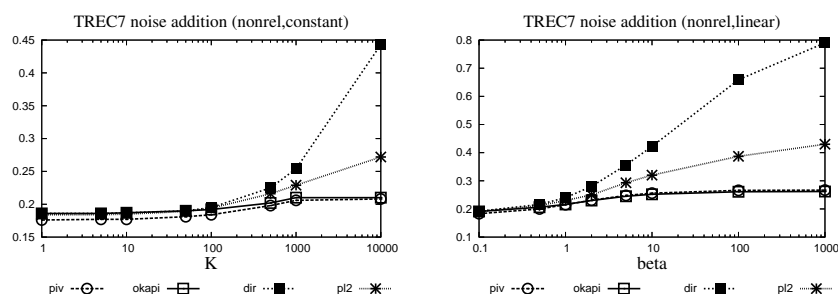 TREC7 noise addition (nonrel,constant)
0.45
0.4
0.35
0.3
0.25
0.2
0.15
1 10 100 1000 10000
K
piv okapi dir pl2
TREC7 noise addition (nonrel,linear)
0.8
0.7
0.6
0.5
0.4
0.3
0.2
0.1
0.1 1 10 100 1000
beta
piv okapi dir pl2